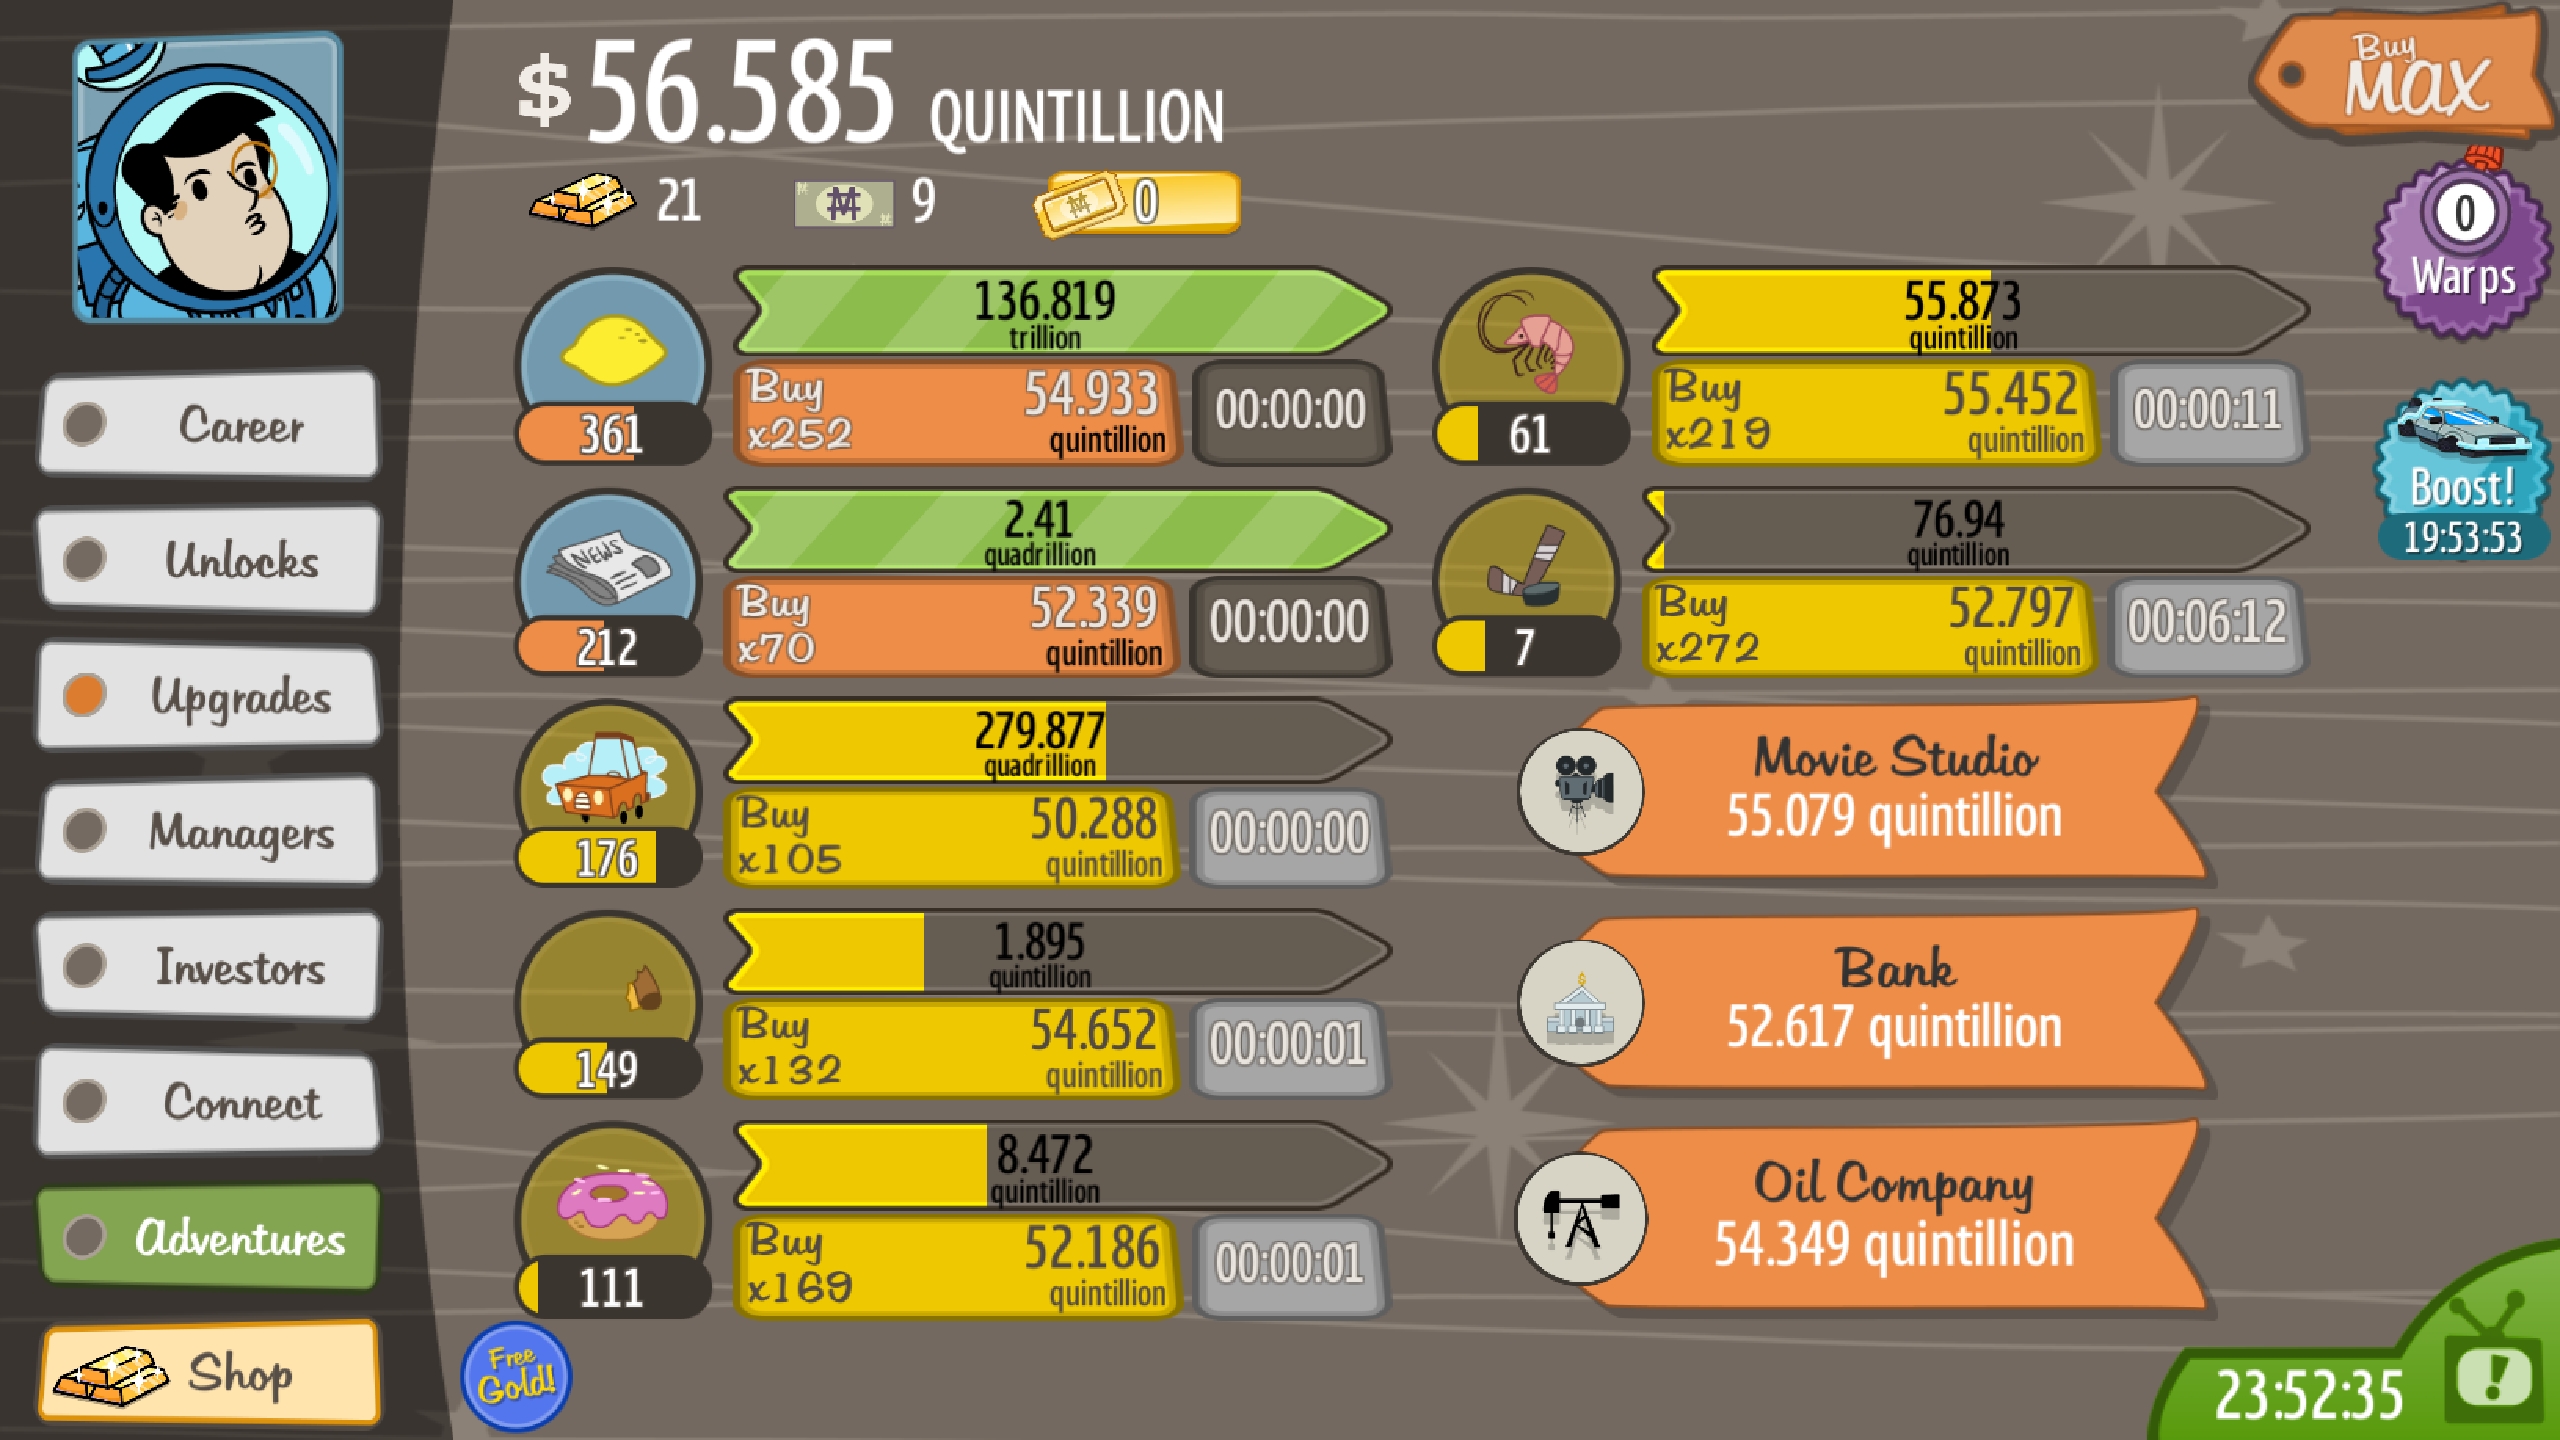 $56.585 QUINTILLION
Buy
MAX
21
9
0
0
Warps
Boost!
19:53:53
Career
Unlocks
Upgrades
Managers
Investors
Connect
Adventures
Shop
136.819
trillion
361
Buy
x252
54.933
quintillion
00:00:00
NEWS
2.41
quadrillion
212
Buy
x70
52.339
quintillion
00:00:00
279.877
quadrillion
176
Buy
x105
50.288
quintillion
00:00:00
1.895
quintillion
149
Buy
x132
54.652
quintillion
00:00:01
8.472
quintillion
111
Buy
x169
52.186
quintillion
00:00:01
55.873
quintillion
61
Buy
x219
55.452
quintillion
00:00:11
76.94
quintillion
7
Buy
x272
52.797
quintillion
00:06:12
Movie Studio
55.079 quintillion
Bank
52.617 quintillion
Oil Company
54.349 quintillion
Free
Gold!
23:52:35
!